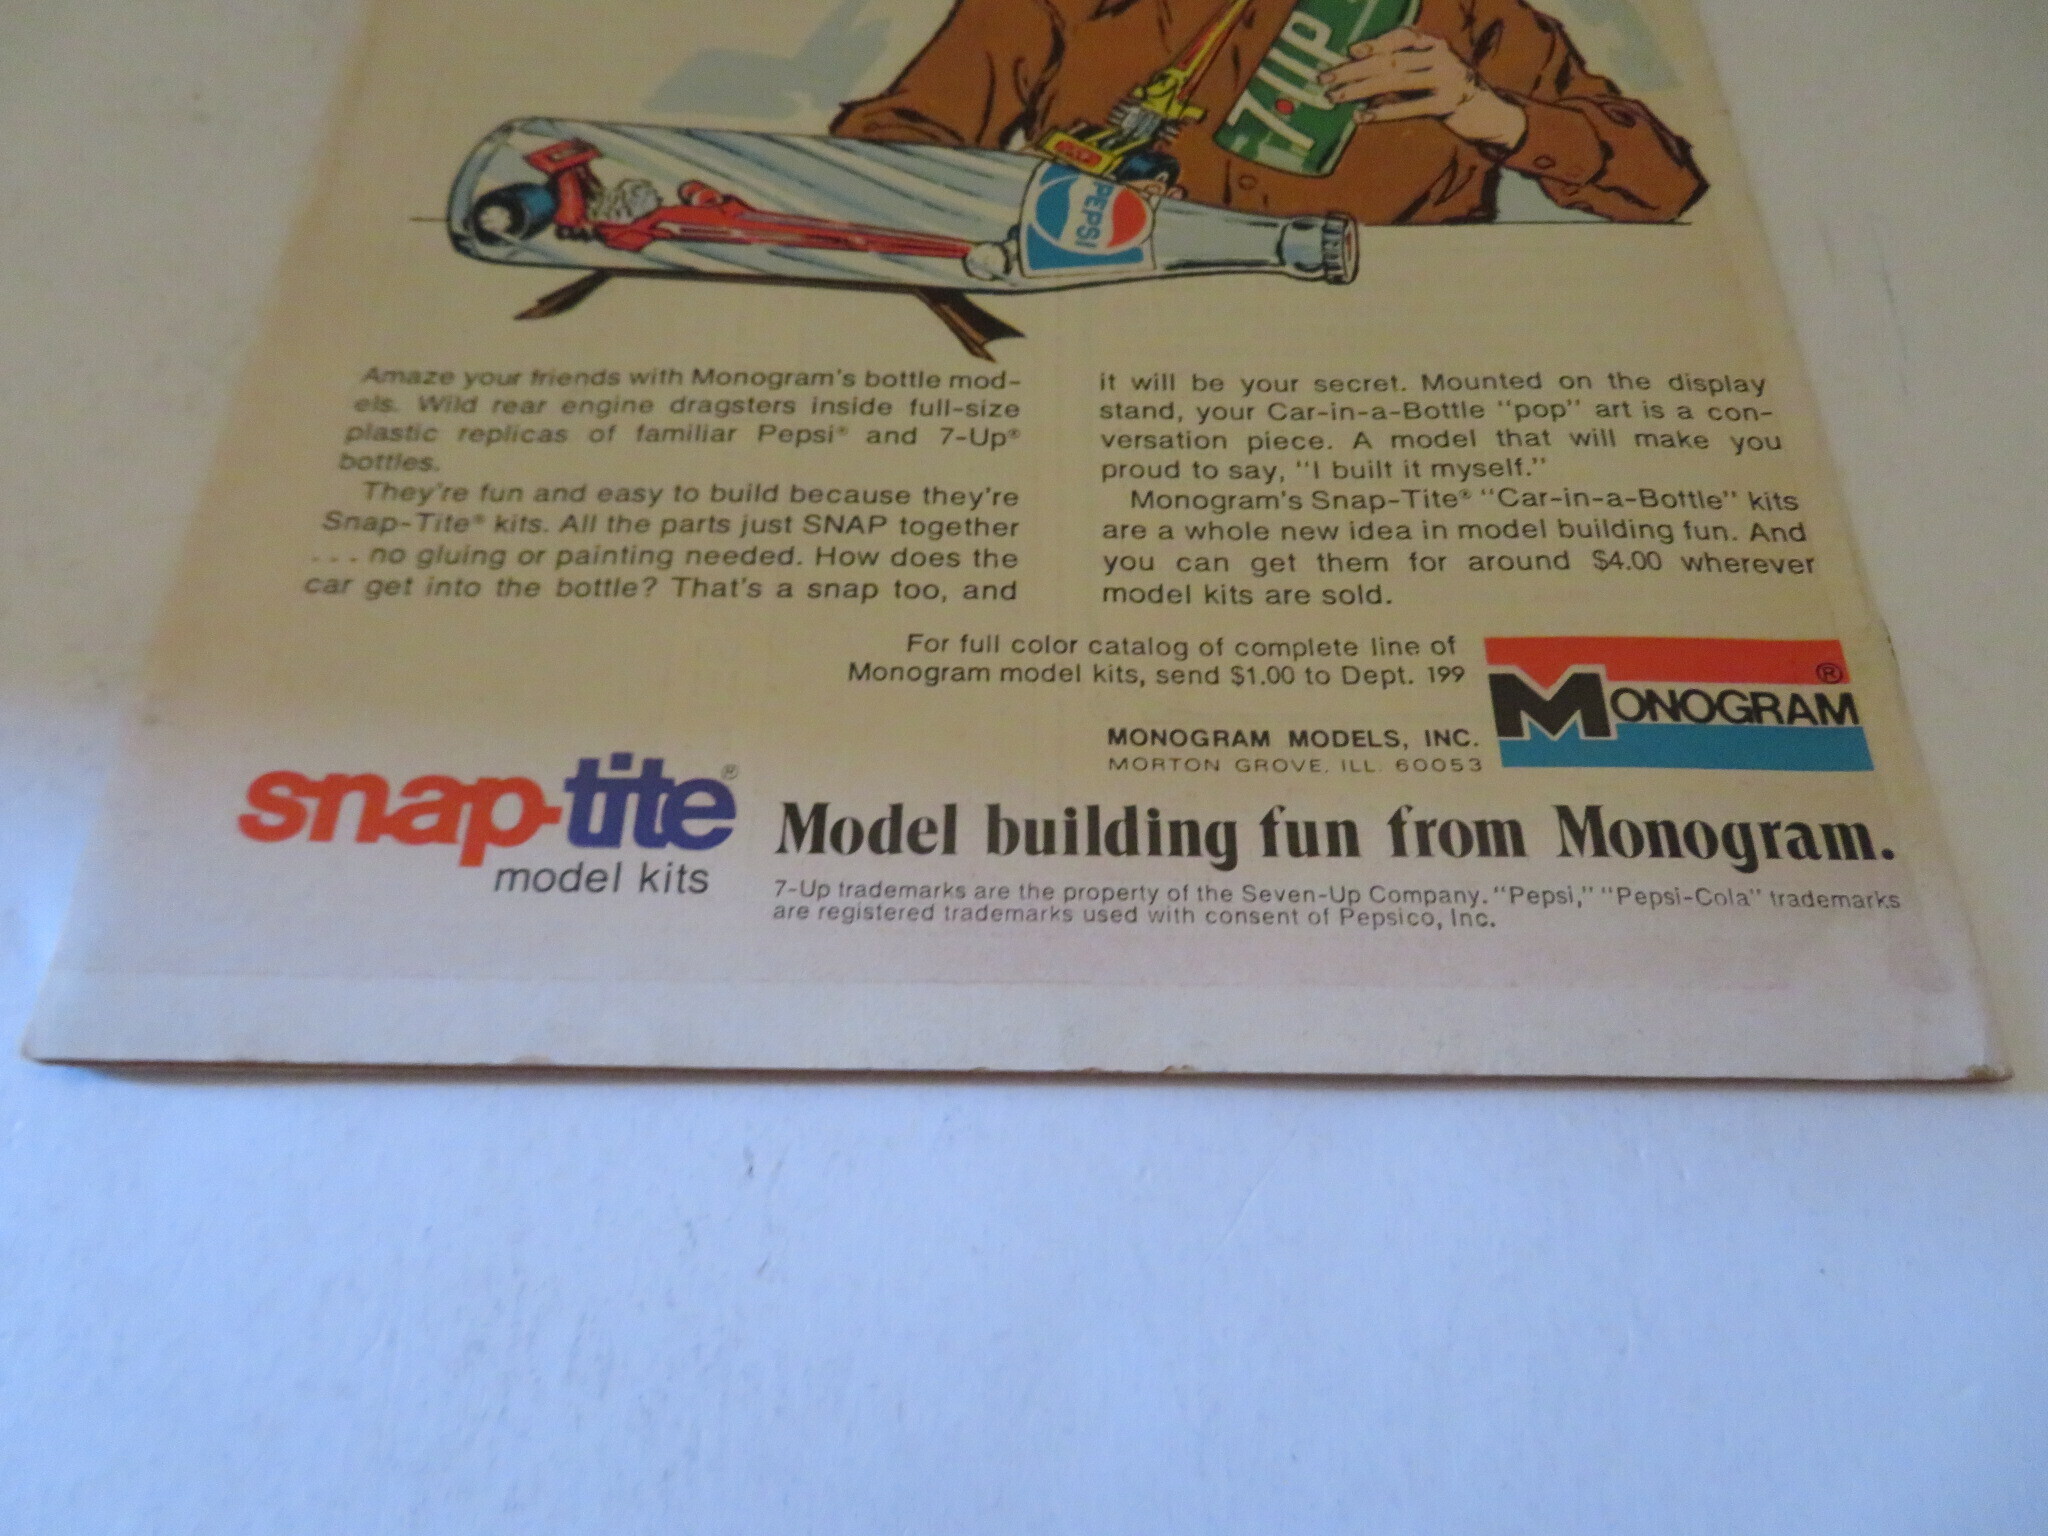 7·UP
PEPSI
Amaze your friends with Monogram's bottle mod-
els. Wild rear engine dragsters inside full-size
plastic replicas of familiar Pepsi® and 7-Up®
bottles.
They're fun and easy to build because they're
Snap-Tite® kits. All the parts just SNAP together
. . . no gluing or painting needed. How does the
car get into the bottle? That's a snap too, and
it will be your secret. Mounted on the display
stand, your Car-in-a-Bottle "pop" art is a con-
versation piece. A model that will make you
proud to say, "I built it myself."
Monogram's Snap-Tite® "Car-in-a-Bottle" kits
are a whole new idea in model building fun. And
you can get them for around $4.00 wherever
model kits are sold.
For full color catalog of complete line of
Monogram model kits, send $1.00 to Dept. 199
MONOGRAM ®
MONOGRAM MODELS, INC.
MORTON GROVE, ILL. 60053
snap-tite®
model kits
Model building fun from Monogram.
7-Up trademarks are the property of the Seven-Up Company. "Pepsi," "Pepsi-Cola" trademarks
are registered trademarks used with consent of Pepsico, Inc.